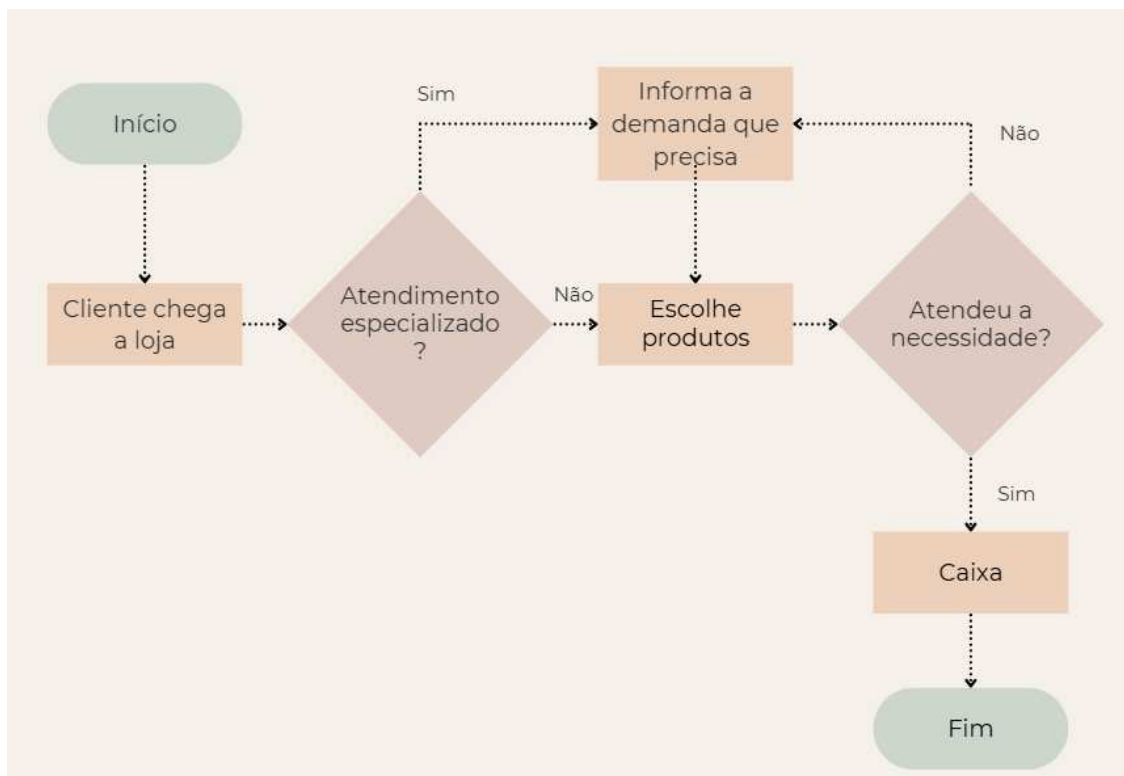 Início
Sim
Informa a
demanda que
precisa
Não
Cliente chega
a loja
Atendimento
especializado
?
Não
Escolhe
produtos
Atendeu a
necessidade?
Sim
Caixa
Fim